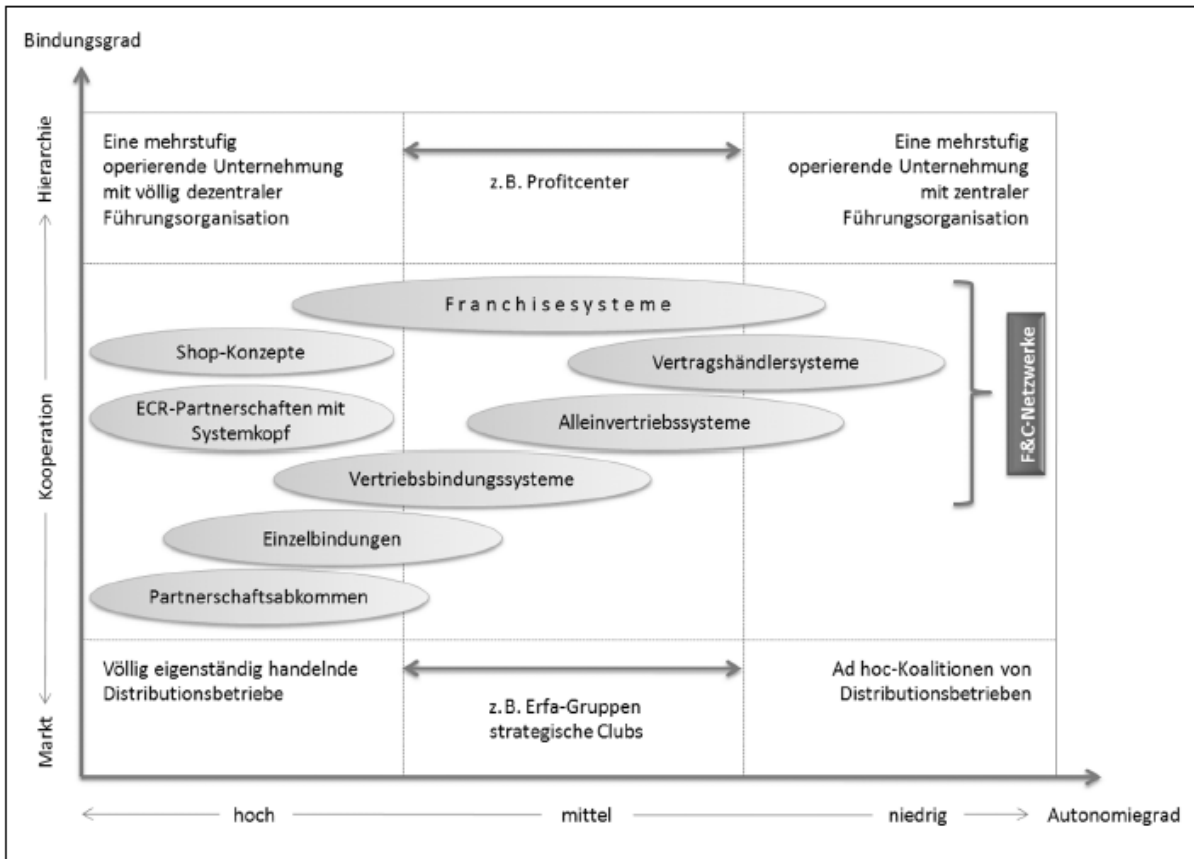 Bindungsgrad
Hierarchie
Kooperation
Markt
Eine mehrstufig
operierende Unternehmung
mit völlig dezentraler
Führungsorganisation
z.B. Profitcenter
Eine mehrstufig
operierende Unternehmung
mit zentraler
Führungsorganisation
Franchisesysteme
Shop-Konzepte
Vertragshändlersysteme
ECR-Partnerschaften mit
Systemkopf
Alleinvertriebssysteme
Vertriebsbindungssysteme
Einzelbindungen
Partnerschaftsabkommen
F&C-Netzwerke
Völlig eigenständig handelnde
Distributionsbetriebe
z.B. Erfa-Gruppen
strategische Clubs
Ad hoc-Koalitionen von
Distributionsbetrieben
hoch
mittel
niedrig
Autonomiegrad